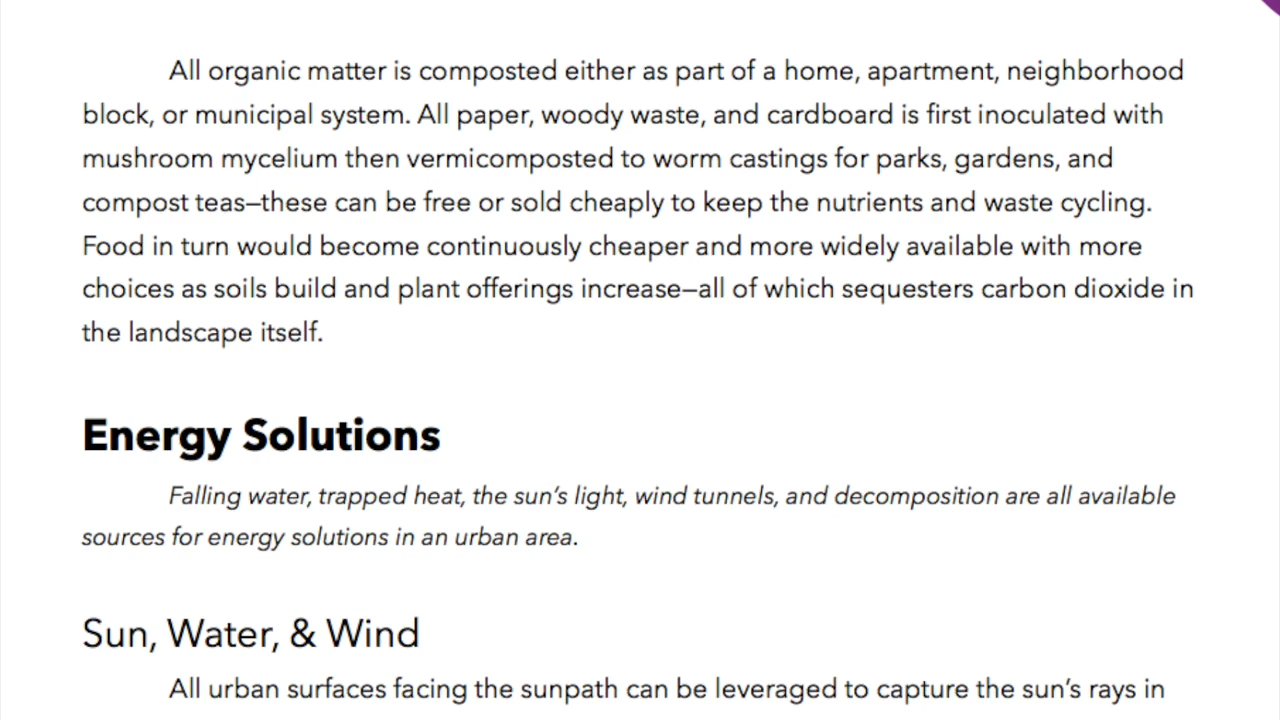 All organic matter is composted either as part of a home, apartment, neighborhood
block, or municipal system. All paper, woody waste, and cardboard is first inoculated with
mushroom mycelium then vermicomposted to worm castings for parks, gardens, and
compost teas—these can be free or sold cheaply to keep the nutrients and waste cycling.
Food in turn would become continuously cheaper and more widely available with more
choices as soils build and plant offerings increase—all of which sequesters carbon dioxide in
the landscape itself.
Energy Solutions
Falling water, trapped heat, the sun’s light, wind tunnels, and decomposition are all available
sources for energy solutions in an urban area.
Sun, Water, & Wind
All urban surfaces facing the sunpath can be leveraged to capture the sun’s rays in